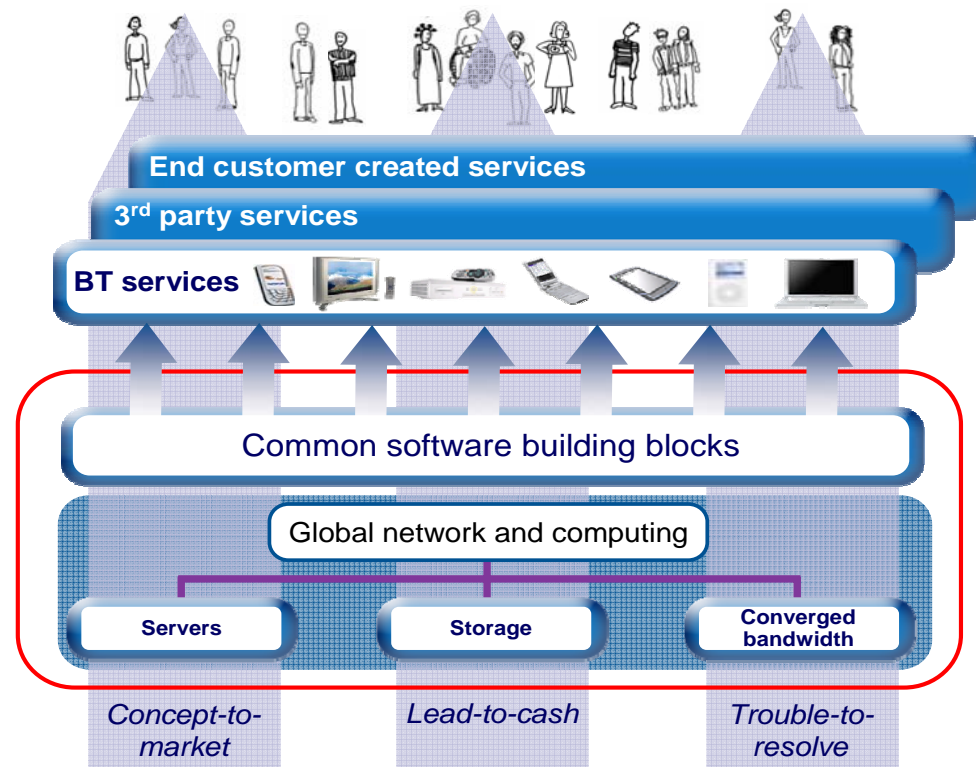 End customer created services
3rd party services
BT services
Common software building blocks
Global network and computing
Servers
Storage
Converged
bandwidth
Concept-to-
market
Lead-to-cash
Trouble-to-
resolve